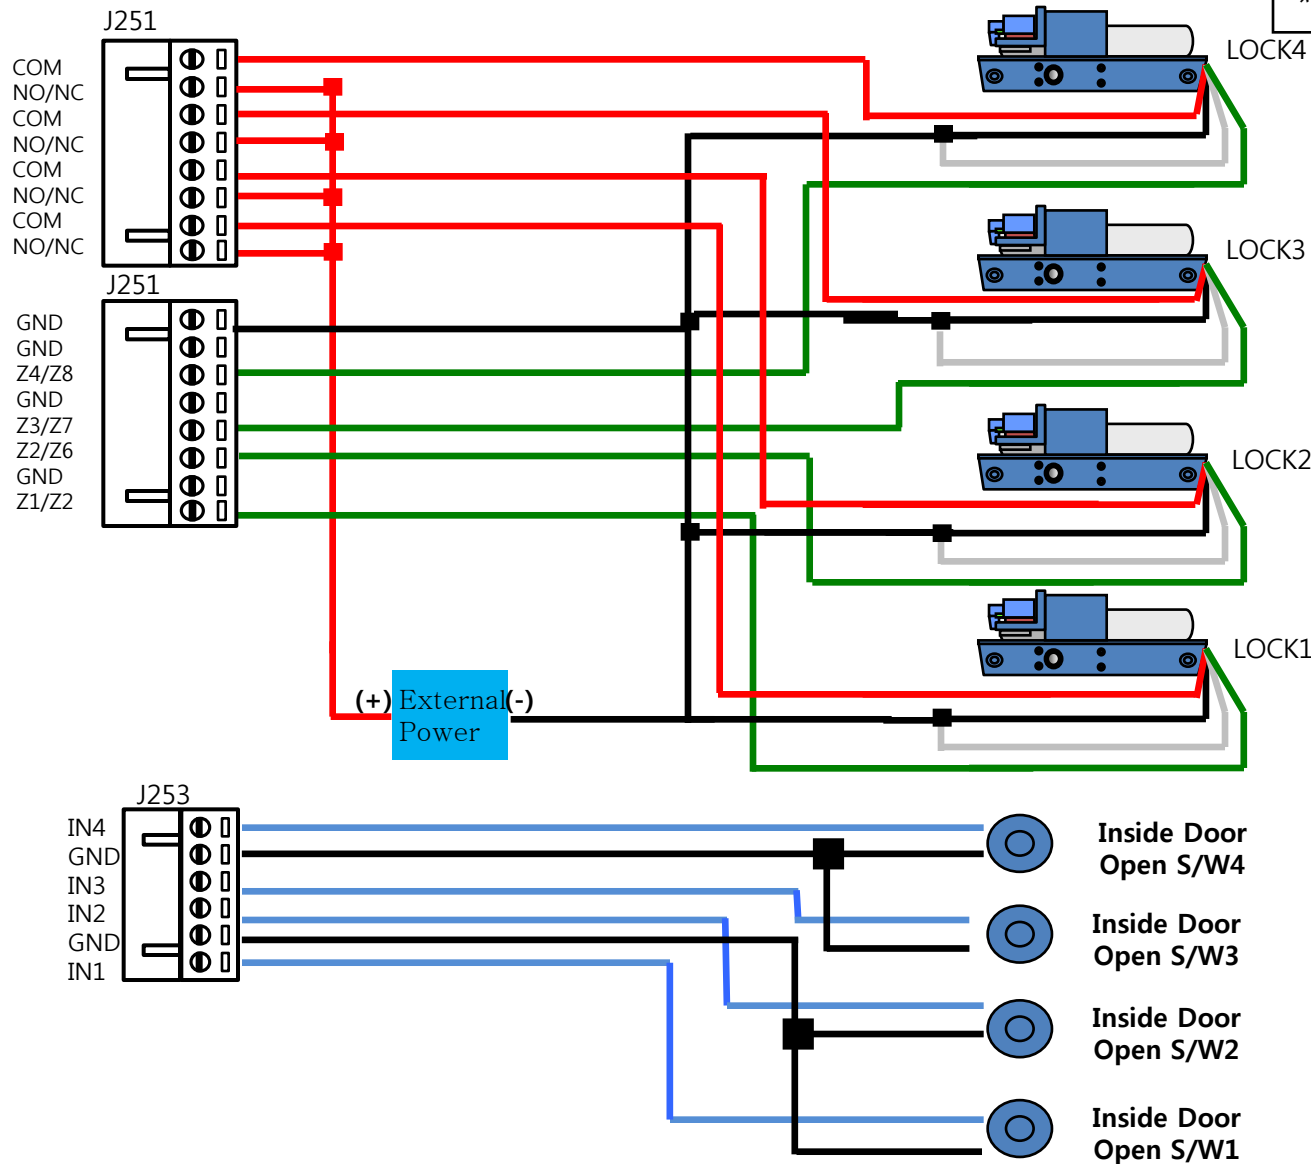 J251
COM
NO/NC
COM
NO/NC
COM
NO/NC
COM
NO/NC
LOCK4
J251
GND
GND
Z4/Z8
GND
Z3/Z7
Z2/Z6
GND
Z1/Z2
LOCK3
LOCK2
LOCK1
(+)
External
Power
(-)
J253
IN4
GND
IN3
IN2
GND
IN1
Inside Door
Open S/W4
Inside Door
Open S/W3
Inside Door
Open S/W2
Inside Door
Open S/W1